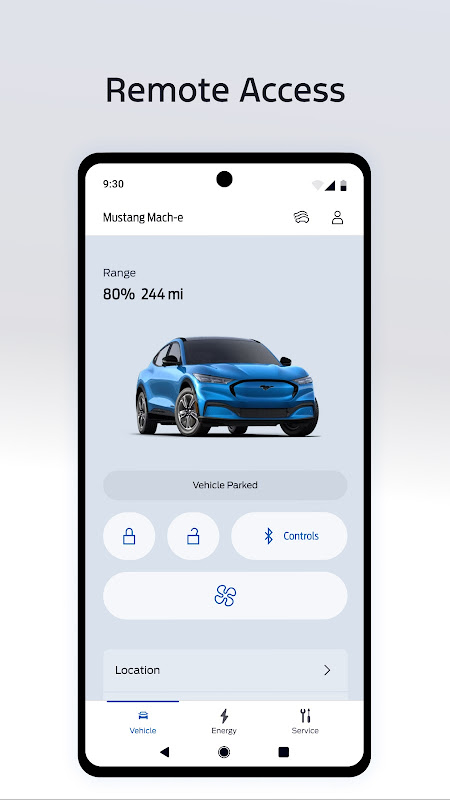 Remote Access
9:30
Mustang Mach-e
Range
80% 244 mi
Vehicle Parked
Controls
Location
Vehicle Energy Service